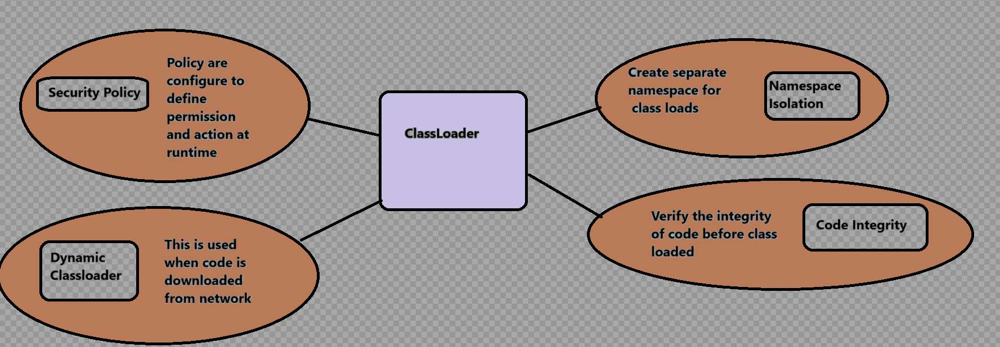 Security Policy
Policy are
configure to
define
permission
and action at
runtime
ClassLoader
Create separate
namespace for
class loads
Namespace
Isolation
Dynamic
Classloader
This is used
when code is
downloaded
from network
Verify the integrity
of code before class
loaded
Code Integrity